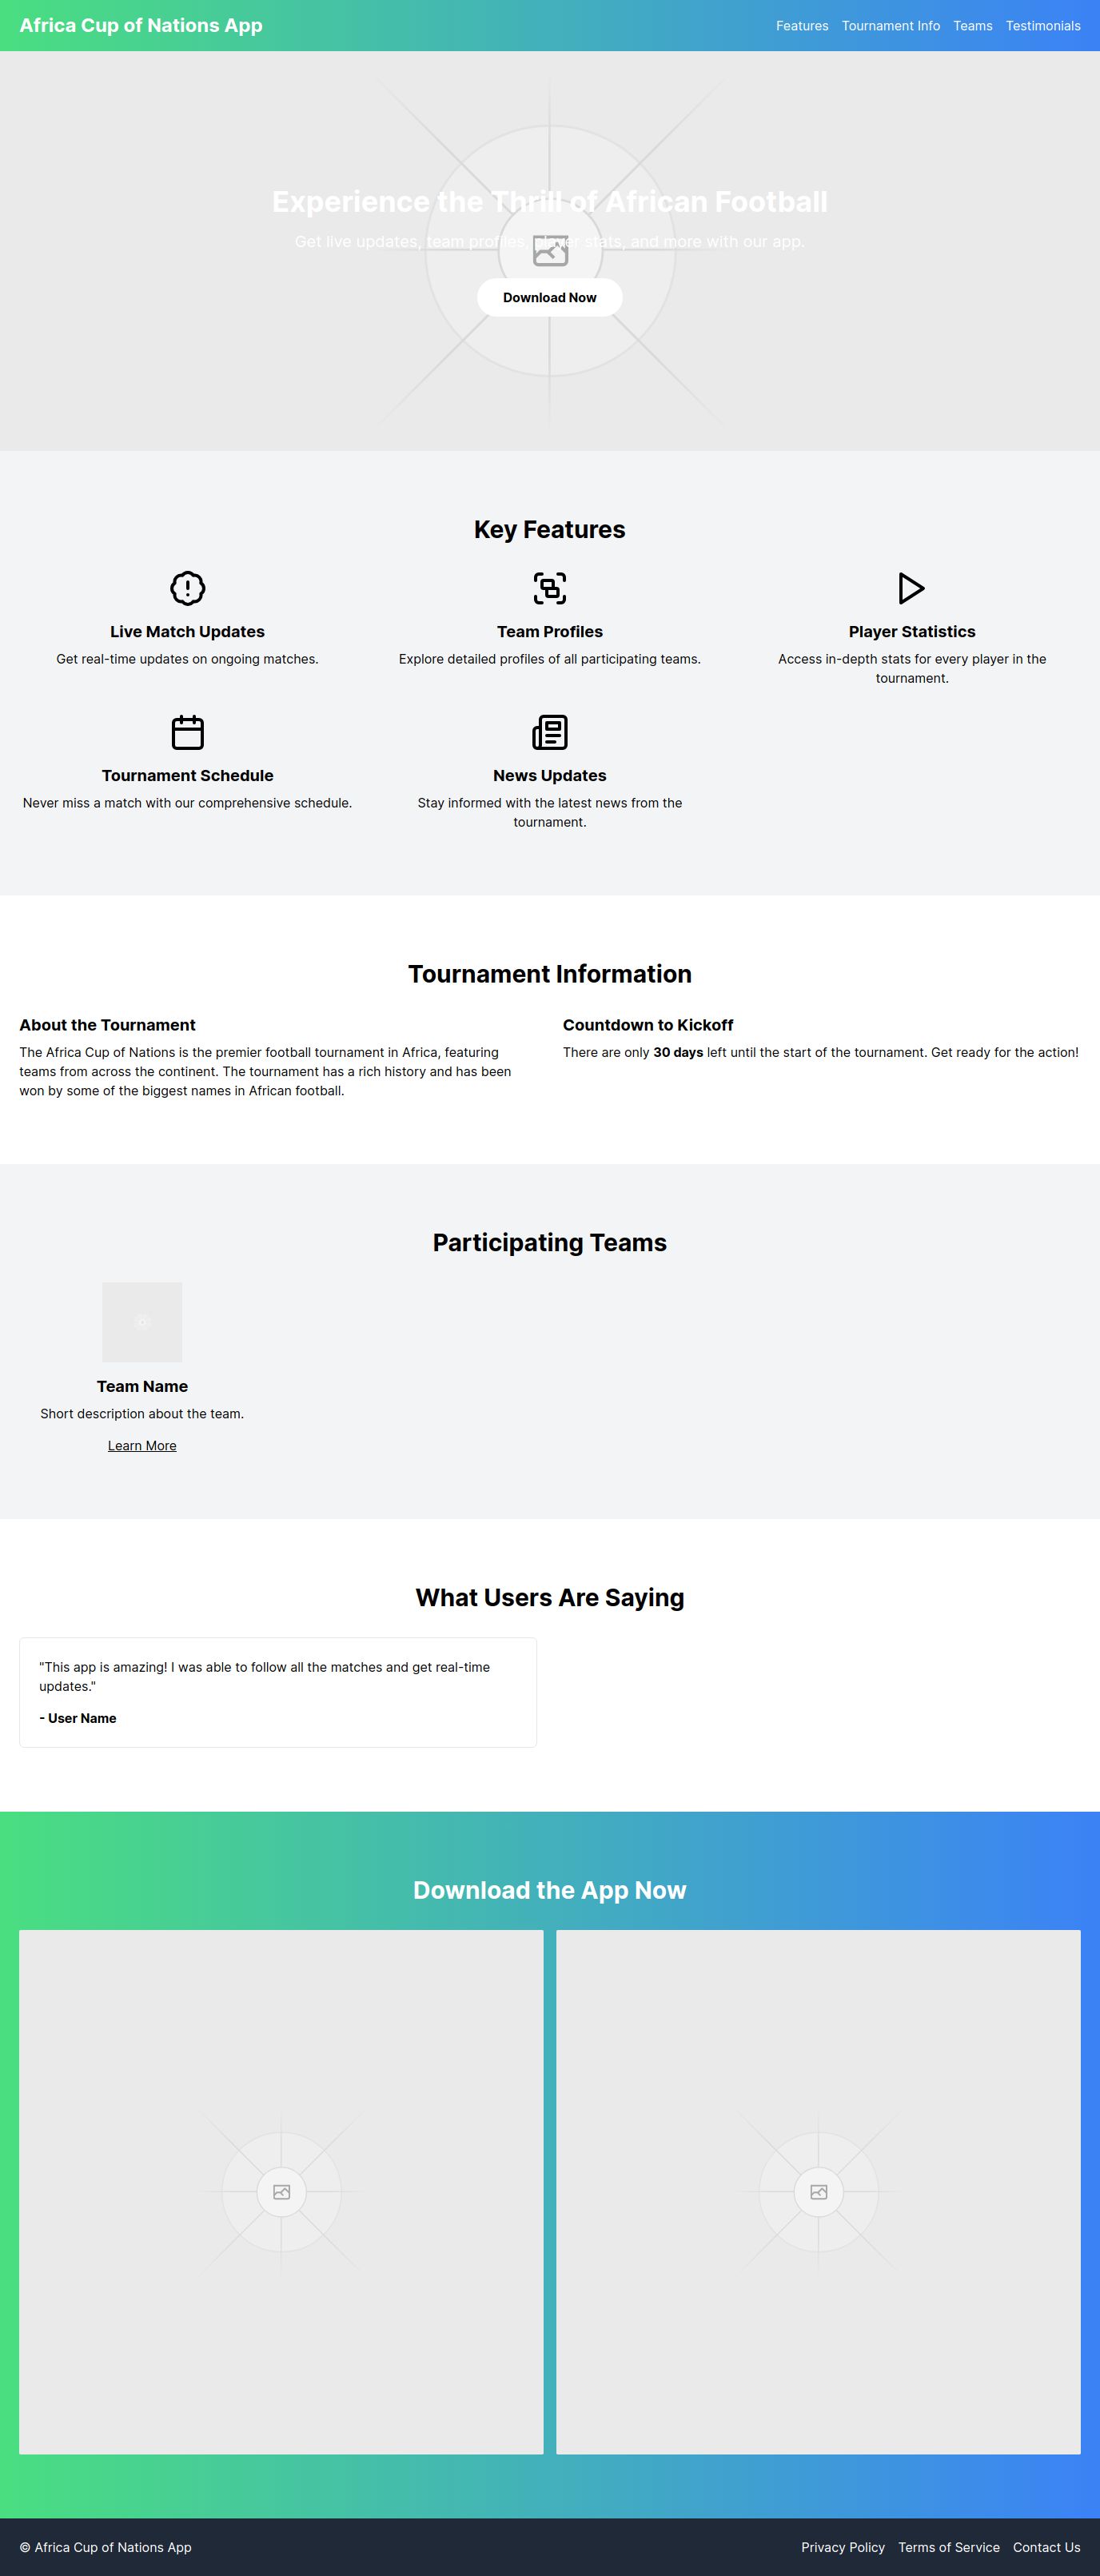 Africa Cup of Nations App
Features Tournament Info Teams Testimonials
Experience the Thrill of African Football
Get live updates, team profiles, player stats, and more with our app.
Download Now
Key Features
Live Match Updates
Get real-time updates on ongoing matches.
Team Profiles
Explore detailed profiles of all participating teams.
Player Statistics
Access in-depth stats for every player in the
tournament.
Tournament Schedule
Never miss a match with our comprehensive schedule.
News Updates
Stay informed with the latest news from the
tournament.
Tournament Information
About the Tournament
The Africa Cup of Nations is the premier football tournament in Africa, featuring
teams from across the continent. The tournament has a rich history and has been
won by some of the biggest names in African football.
Countdown to Kickoff
There are only 30 days left until the start of the tournament. Get ready for the action!
Participating Teams
Team Name
Short description about the team.
Learn More
What Users Are Saying
"This app is amazing! I was able to follow all the matches and get real-time
updates."
- User Name
Download the App Now
© Africa Cup of Nations App
Privacy Policy Terms of Service Contact Us